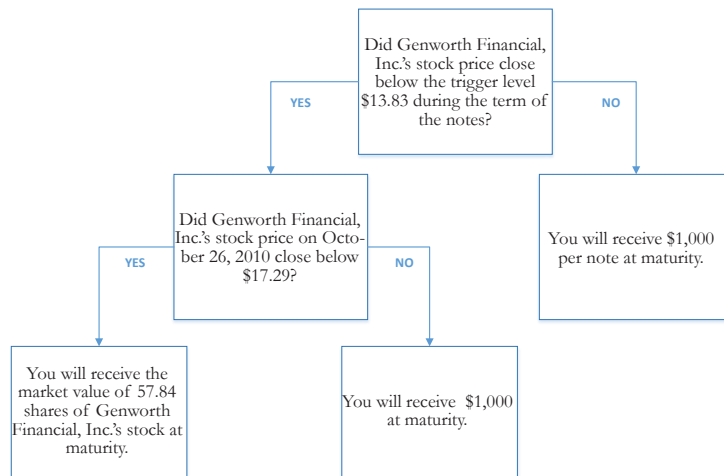 Did Genworth Financial,
Inc.'s stock price close
below the trigger level
$13.83 during the term of
the notes?
YES
NO
Did Genworth Financial,
Inc.'s stock price on Octo-
ber 26, 2010 close below
$17.29?
You will receive $1,000
per note at maturity.
YES
NO
You will receive the
market value of 57.84
shares of Genworth
Financial, Inc.'s stock at
maturity.
You will receive $1,000
at maturity.